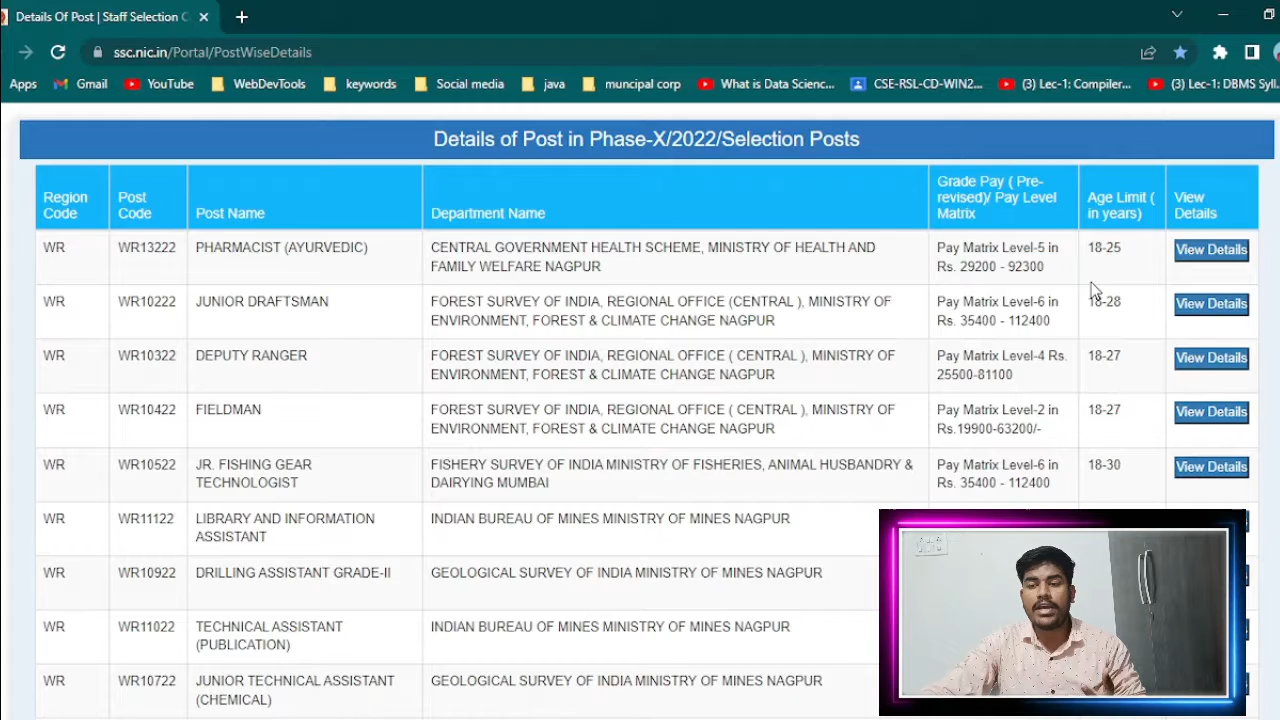 Details Of Post | Staff Selection C
ssc.nic.in/Portal/PostWiseDetails
Apps Gmail YouTube WebDevTools keywords Social media java muncipal corp What is Data Scienc... CSE-RSL-CD-WIN2... (3) Lec-1: Compiler... (3) Lec-1: DBMS Syll.
Details of Post in Phase-X/2022/Selection Posts
Region Code Post Code Post Name Department Name Grade Pay ( Pre-revised)/ Pay Level Matrix Age Limit ( in years) View Details
WR WR13222 PHARMACIST (AYURVEDIC) CENTRAL GOVERNMENT HEALTH SCHEME, MINISTRY OF HEALTH AND Pay Matrix Level-5 in 18-25 View Details
FAMILY WELFARE NAGPUR Rs. 29200 - 92300
WR WR10222 JUNIOR DRAFTSMAN FOREST SURVEY OF INDIA, REGIONAL OFFICE (CENTRAL ), MINISTRY OF Pay Matrix Level-6 in 18-28 View Details
ENVIRONMENT, FOREST & CLIMATE CHANGE NAGPUR Rs. 35400 - 112400
WR WR10322 DEPUTY RANGER FOREST SURVEY OF INDIA, REGIONAL OFFICE ( CENTRAL ), MINISTRY OF Pay Matrix Level-4 Rs. 18-27 View Details
ENVIRONMENT, FOREST & CLIMATE CHANGE NAGPUR 25500-81100
WR WR10422 FIELDMAN FOREST SURVEY OF INDIA, REGIONAL OFFICE ( CENTRAL ), MINISTRY OF Pay Matrix Level-2 in 18-27 View Details
ENVIRONMENT, FOREST & CLIMATE CHANGE NAGPUR Rs.19900-63200/-
WR WR10522 JR. FISHING GEAR FISHERY SURVEY OF INDIA MINISTRY OF FISHERIES, ANIMAL HUSBANDRY & Pay Matrix Level-6 in 18-30 View Details
TECHNOLOGIST DAIRYING MUMBAI Rs. 35400 - 112400
WR WR11122 LIBRARY AND INFORMATION INDIAN BUREAU OF MINES MINISTRY OF MINES NAGPUR
ASSISTANT
WR WR10922 DRILLING ASSISTANT GRADE-II GEOLOGICAL SURVEY OF INDIA MINISTRY OF MINES NAGPUR
WR WR11022 TECHNICAL ASSISTANT INDIAN BUREAU OF MINES MINISTRY OF MINES NAGPUR
(PUBLICATION)
WR WR10722 JUNIOR TECHNICAL ASSISTANT GEOLOGICAL SURVEY OF INDIA MINISTRY OF MINES NAGPUR
(CHEMICAL)